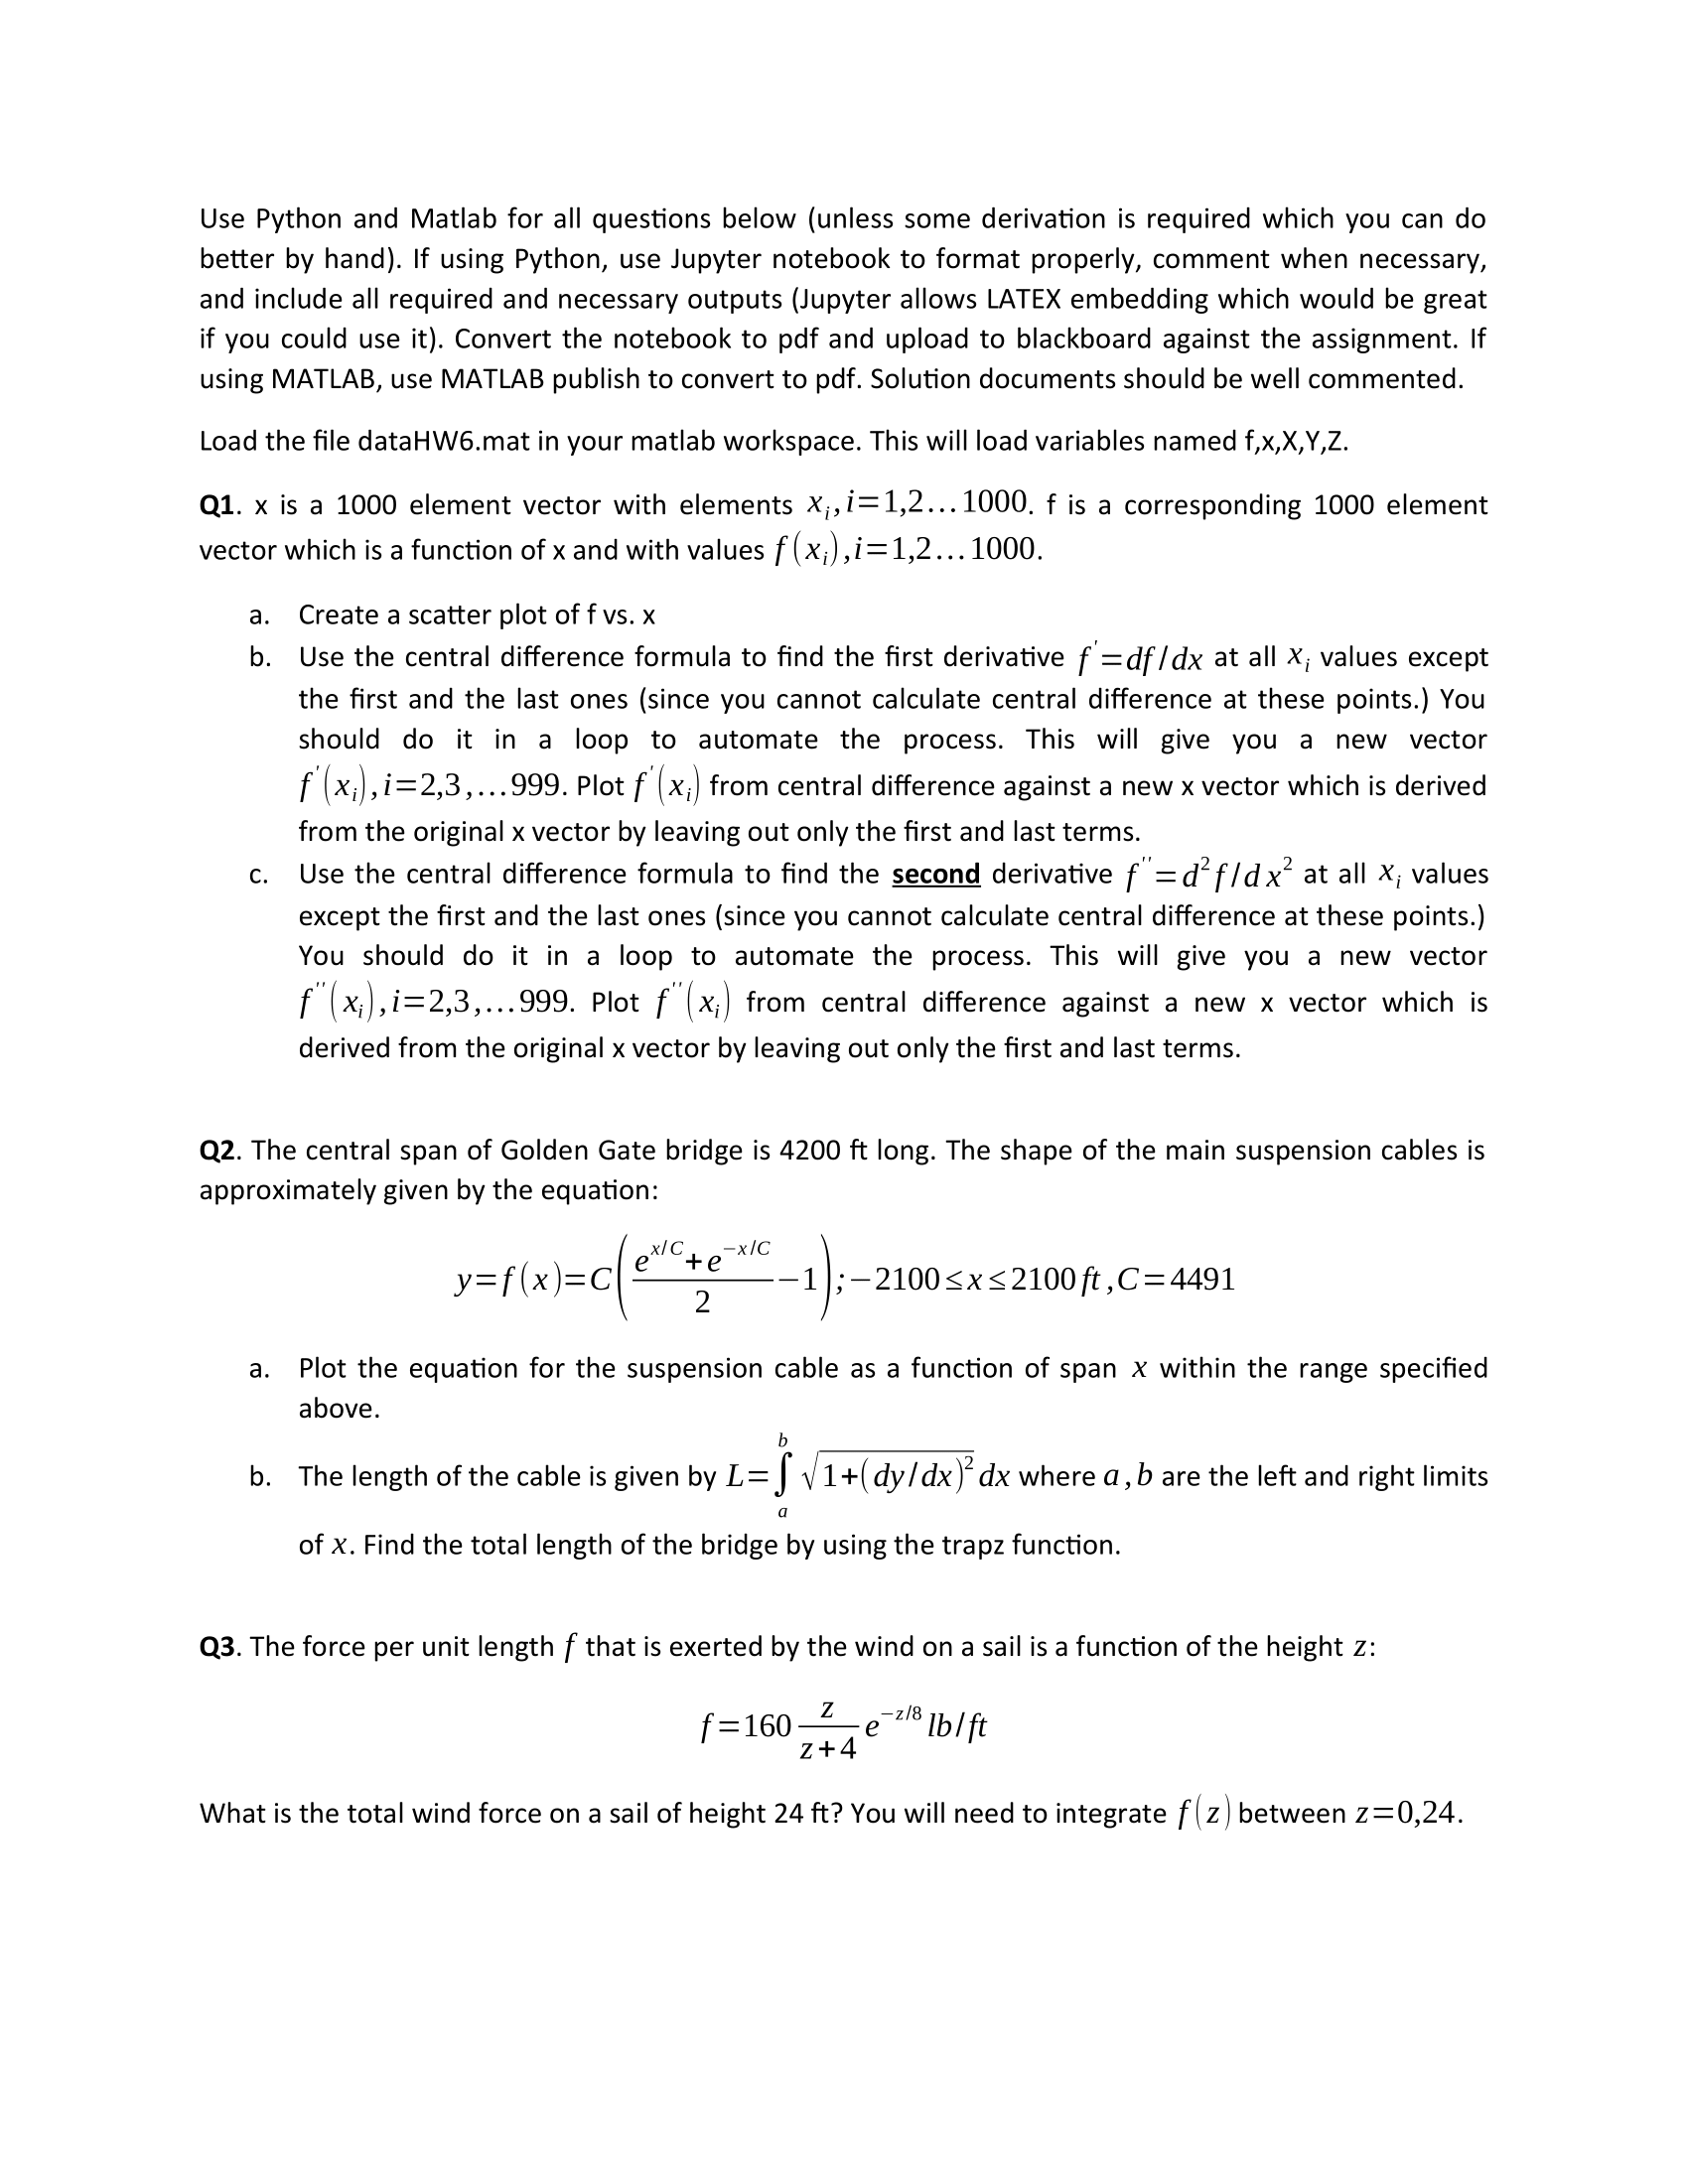 Use Python and Matlab for all questions below (unless some derivation is required which you can do
better by hand). If using Python, use Jupyter notebook to format properly, comment when necessary,
and include all required and necessary outputs (Jupyter allows LATEX embedding which would be great
if you could use it). Convert the notebook to pdf and upload to blackboard against the assignment. If
using MATLAB, use MATLAB publish to convert to pdf. Solution documents should be well commented.
Load the file dataHW6.mat in your matlab workspace. This will load variables named f,x,X,Y,Z.
Q1. x is a 1000 element vector with elements x_i, i=1,2…1000. f is a corresponding 1000 element
vector which is a function of x and with values f(x_i), i=1,2…1000.
a. Create a scatter plot of f vs. x
b. Use the central difference formula to find the first derivative f'=df/dx at all x_i values except
the first and the last ones (since you cannot calculate central difference at these points.) You
should do it in a loop to automate the process. This will give you a new vector
f'(x_i), i=2,3,…999. Plot f'(x_i) from central difference against a new x vector which is derived
from the original x vector by leaving out only the first and last terms.
c. Use the central difference formula to find the second derivative f''=d²f/dx² at all x_i values
except the first and the last ones (since you cannot calculate central difference at these points.)
You should do it in a loop to automate the process. This will give you a new vector
f''(x_i), i=2,3,…999. Plot f''(x_i) from central difference against a new x vector which is
derived from the original x vector by leaving out only the first and last terms.
Q2. The central span of Golden Gate bridge is 4200 ft long. The shape of the main suspension cables is
approximately given by the equation:
y=f(x)=C((e^{x/C}+e^{−x/C})/2−1);−2100≤x≤2100 ft, C=4491
a. Plot the equation for the suspension cable as a function of span x within the range specified
above.
b. The length of the cable is given by L=∫_a^b √(1+(dy/dx)²) dx where a,b are the left and right limits
of x. Find the total length of the bridge by using the trapz function.
Q3. The force per unit length f that is exerted by the wind on a sail is a function of the height z:
f=160 z/(z+4) e^{−z/8} lb/ft
What is the total wind force on a sail of height 24 ft? You will need to integrate f(z) between z=0,24.